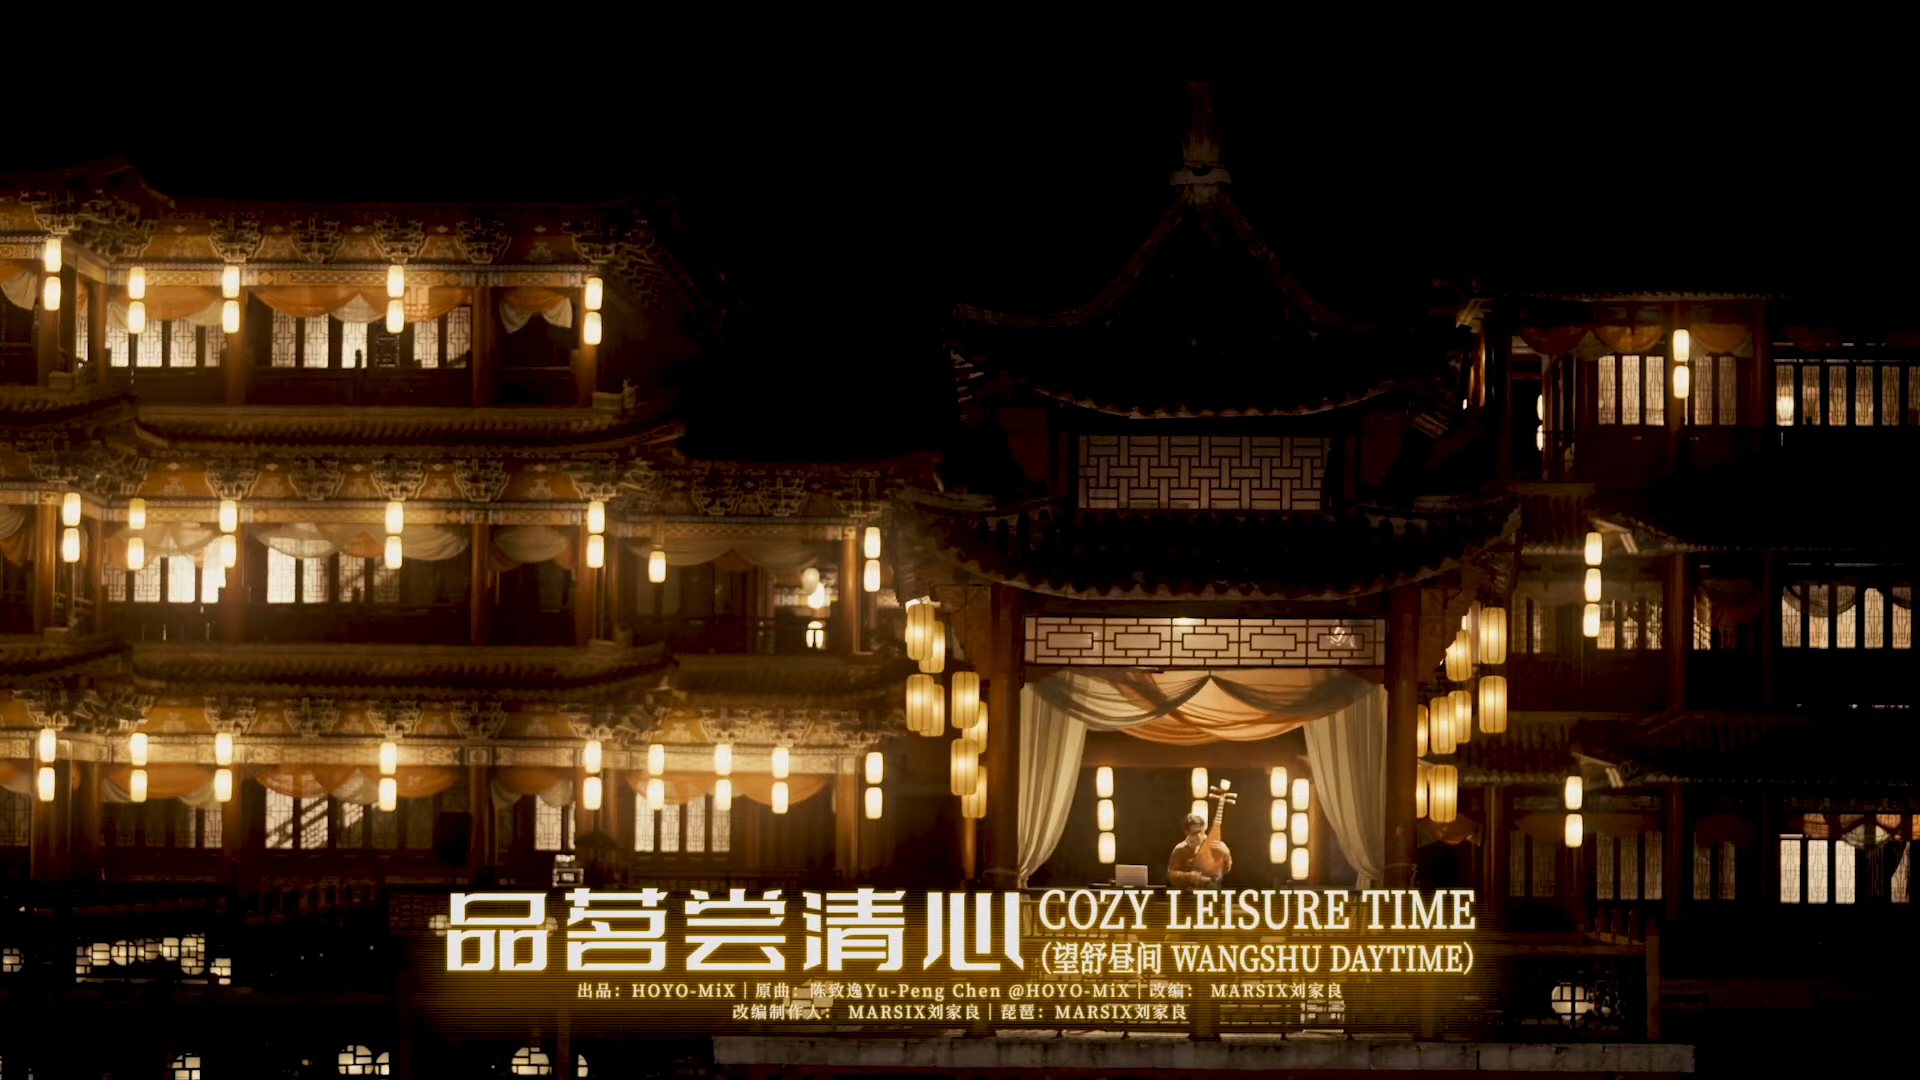 品茗尝清心
COZY LEISURE TIME
(望舒昼间 WANGSHU DAYTIME)
出品：HOYO-MiX｜原曲：陈致逸Yu-Peng Chen @HOYO-MiX｜改编： MARSIX刘家良
改编制作人： MARSIX刘家良｜琵琶：MARSIX刘家良